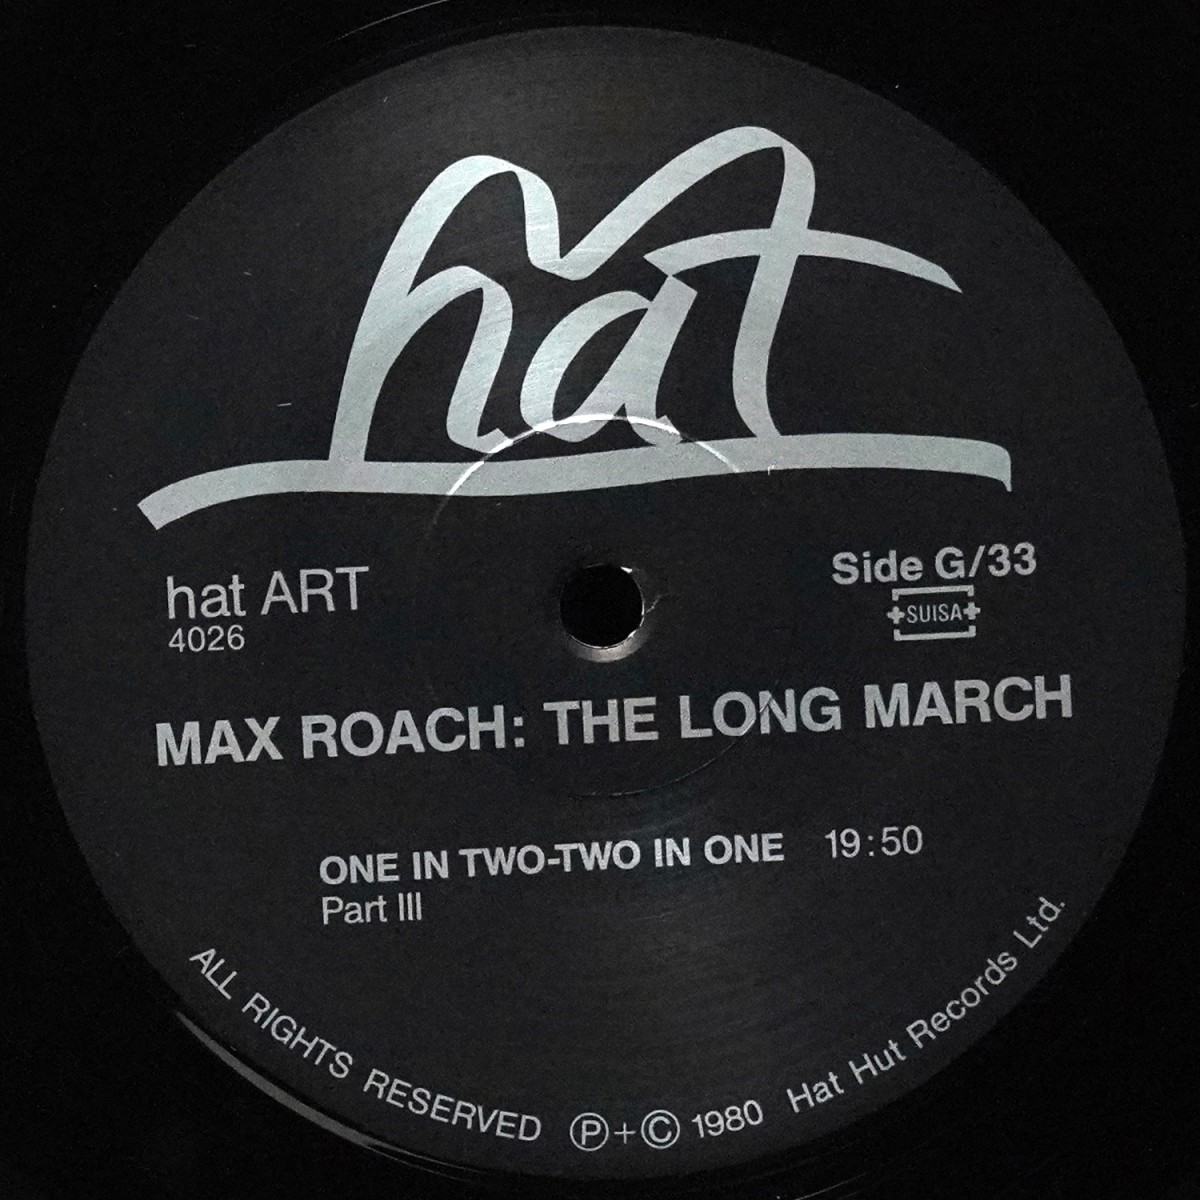 hat
hat ART
4026
Side G/33
SUISA
MAX ROACH: THE LONG MARCH
ONE IN TWO-TWO IN ONE 19:50
Part III
ALL RIGHTS RESERVED Ⓟ+© 1980 Hat Hut Records Ltd.